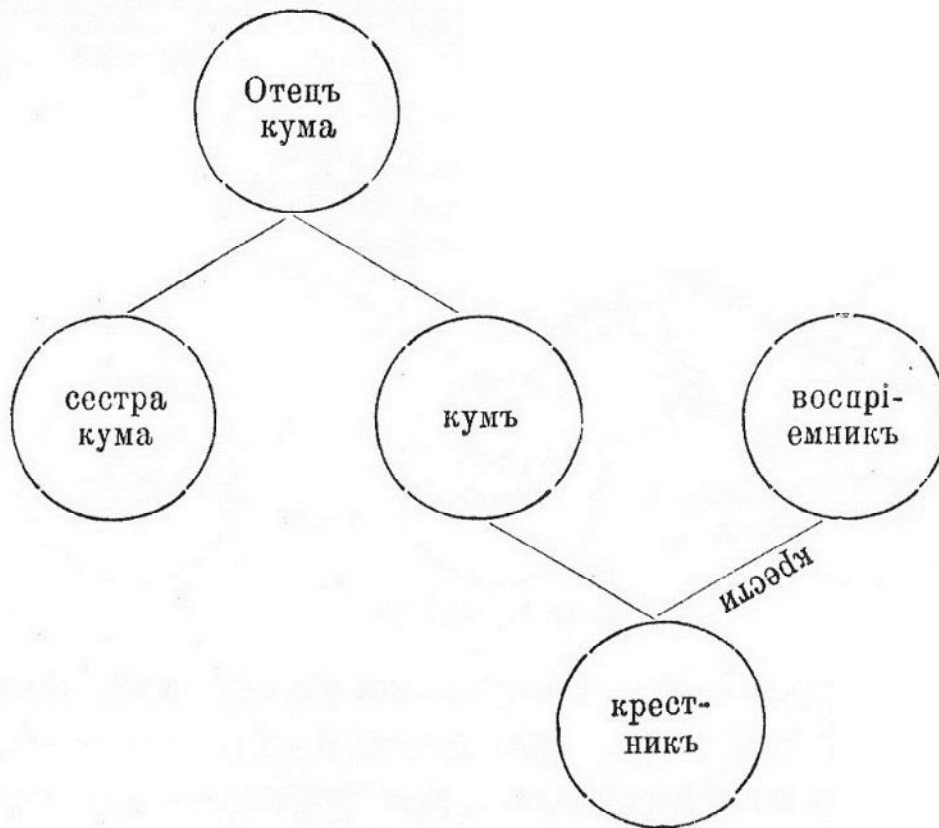 Отецъ
кума
сестра
кума
кумъ
воспрі-
емникъ
крести
крест-
никъ